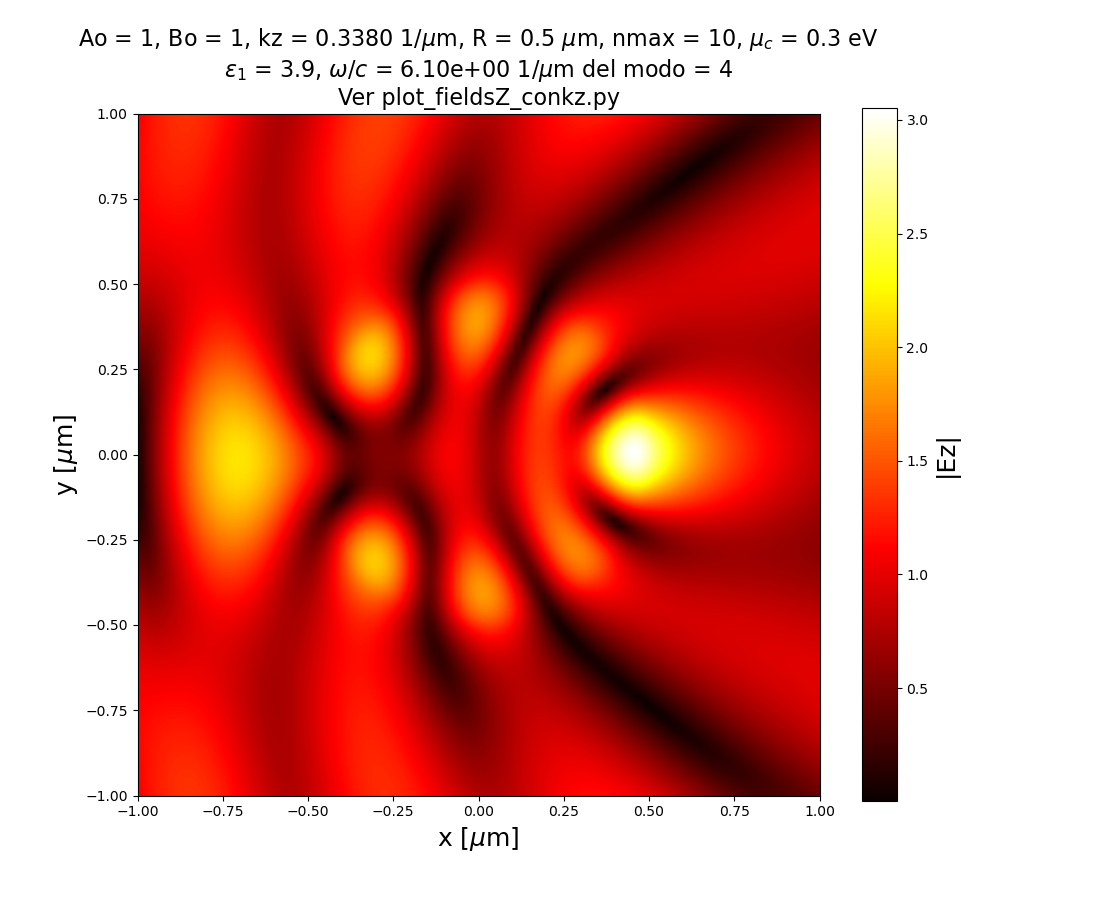 Ao = 1, Bo = 1, kz = 0.3380 1/μm, R = 0.5 μm, nmax = 10, μc = 0.3 eV
ε1 = 3.9, ω/c = 6.10e+00 1/μm del modo = 4
Ver plot_fieldsZ_conkz.py
1.00
0.75
0.50
0.25
0.00
−0.25
−0.50
−0.75
−1.00
y [μm]
−1.00 −0.75 −0.50 −0.25 0.00 0.25 0.50 0.75 1.00
x [μm]
3.0
2.5
2.0
1.5
1.0
0.5
|Ez|